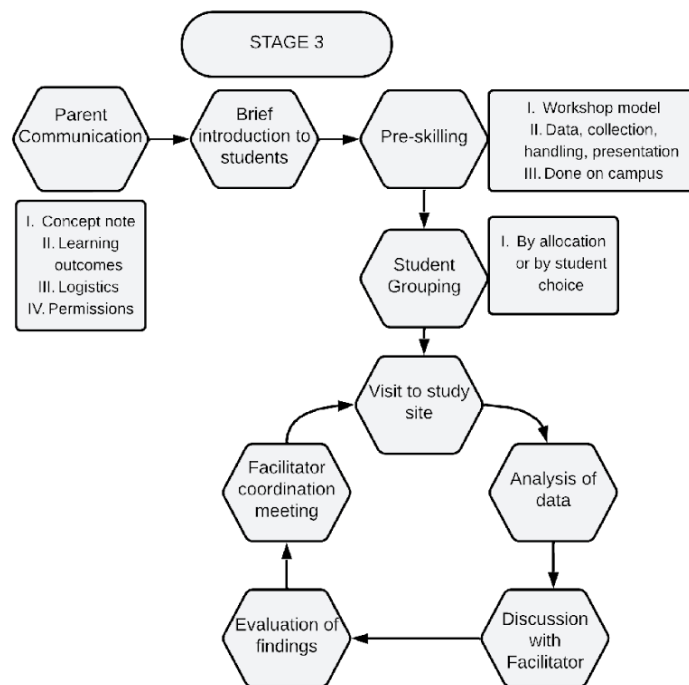 STAGE 3
Parent
Communication
Brief
introduction to
students
Pre-skilling
I. Workshop model
II. Data, collection,
handling, presentation
III. Done on campus
I. Concept note
II. Learning
outcomes
III. Logistics
IV. Permissions
Student
Grouping
I. By allocation
or by student
choice
Visit to study
site
Facilitator
coordination
meeting
Analysis of
data
Evaluation of
findings
Discussion
with
Facilitator